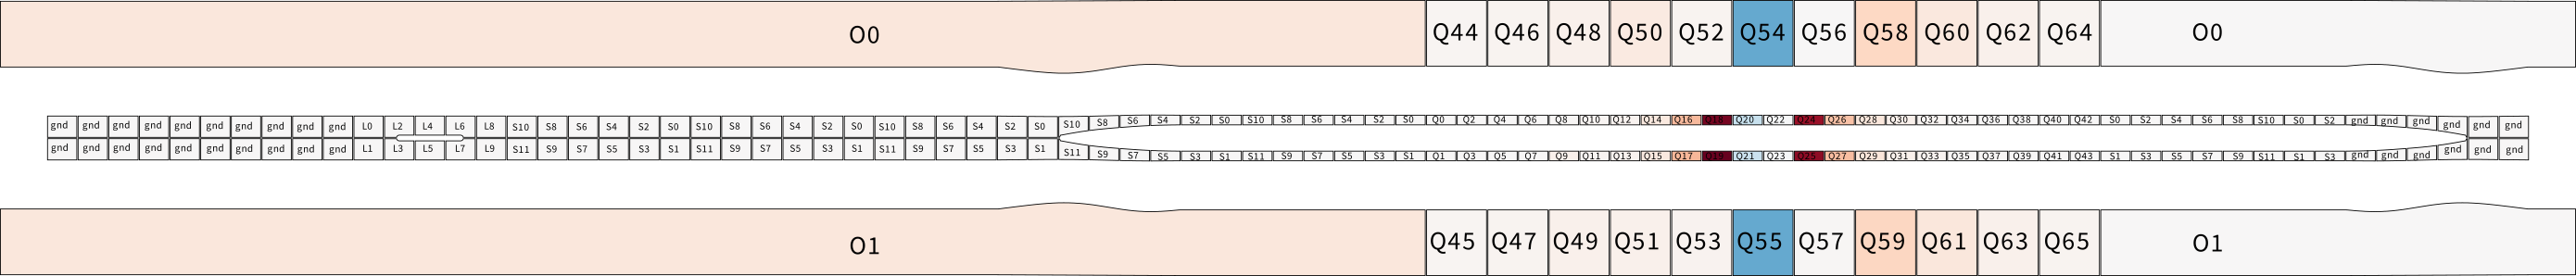 O0 Q44 Q46 Q48 Q50 Q52 Q54 Q56 Q58 Q60 Q62 Q64 O0
gnd gnd gnd gnd gnd gnd gnd gnd gnd gnd L0 L2 L4 L6 L8 S10 S8 S6 S4 S2 S0 S10 S8 S6 S4 S2 S0 S10 S8 S6 S4 S2 S0 S10 S8 S6 S4 S2 S0 S10 S8 S6 S4 S2 S0 Q0 Q2 Q4 Q6 Q8 Q10 Q12 Q14 Q16 Q18 Q20 Q22 Q24 Q26 Q28 Q30 Q32 Q34 Q36 Q38 Q40 Q42 S0 S2 S4 S6 S8 S10 S0 S2 gnd gnd gnd gnd gnd gnd
gnd gnd gnd gnd gnd gnd gnd gnd gnd gnd L1 L3 L5 L7 L9 S11 S9 S7 S5 S3 S1 S11 S9 S7 S5 S3 S1 S11 S9 S7 S5 S3 S1 S11 S9 S7 S5 S3 S1 S11 S9 S7 S5 S3 S1 Q1 Q3 Q5 Q7 Q9 Q11 Q13 Q15 Q17 Q19 Q21 Q23 Q25 Q27 Q29 Q31 Q33 Q35 Q37 Q39 Q41 Q43 S1 S3 S5 S7 S9 S11 S1 S3 gnd gnd gnd gnd gnd gnd
O1 Q45 Q47 Q49 Q51 Q53 Q55 Q57 Q59 Q61 Q63 Q65 O1